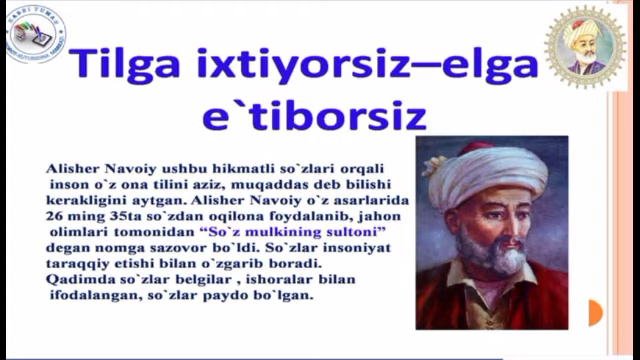 Tilga ixtiyorsiz–elga
e`tiborsiz
Alisher Navoiy ushbu hikmatli so`zlari orqali
inson o`z ona tilini aziz, muqaddas deb bilishi
kerakligini aytgan. Alisher Navoiy o`z asarlarida
26 ming 35ta so`zdan oqilona foydalanib, jahon
olimlari tomonidan “So`z mulkining sultoni”
degan nomga sazovor bo`ldi. So`zlar insoniyat
taraqqiy etishi bilan o`zgarib boradi.
Qadimda so`zlar belgilar , ishoralar bilan
ifodalangan, so`zlar paydo bo`lgan.